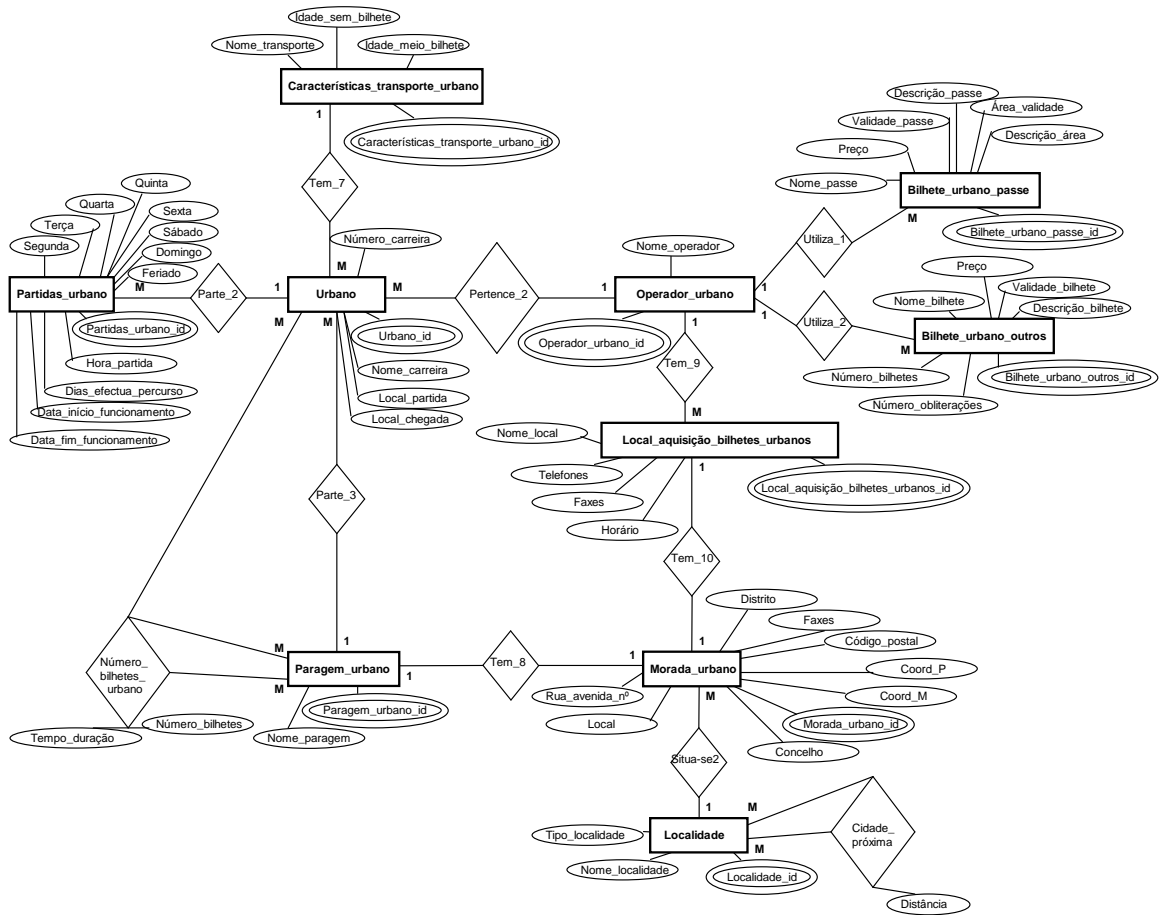 Idade_sem_bilhete
Nome_transporte
Idade_meio_bilhete
Características_transporte_urbano
1
Características_transporte_urbano_id
Tem_7
M
Descrição_passe
Área_validade
Validade_passe
Descrição_área
Preço
Nome_passe
Bilhete_urbano_passe
M
Bilhete_urbano_passe_id
Utiliza_1
Quinta
Quarta
Sexta
Terça
Sábado
Segunda
Domingo
Feriado
Partidas_urbano
M
Parte_2
1
Partidas_urbano_id
Hora_partida
Dias_efectua_percurso
Data_início_funcionamento
Data_fim_funcionamento
Número_carreira
Urbano
M
M
M
Urbano_id
Nome_carreira
Local_partida
Local_chegada
Pertence_2
Nome_operador
1
Operador_urbano
1
1
1
Operador_urbano_id
Utiliza_2
Preço
Validade_bilhete
Nome_bilhete
Descrição_bilhete
Bilhete_urbano_outros
M
Número_bilhetes
Bilhete_urbano_outros_id
Número_obliterações
Tem_9
M
Nome_local
Local_aquisição_bilhetes_urbanos
1
Telefones
Local_aquisição_bilhetes_urbanos_id
Faxes
Horário
Parte_3
Tem_10
Distrito
Faxes
Código_postal
Coord_P
Coord_M
Morada_urbano_id
Concelho
1
1
Morada_urbano
M
Rua_avenida_nº
Local
Tem_8
1
1
Paragem_urbano
M
M
Paragem_urbano_id
Nome_paragem
Número_
bilhetes_
urbano
Número_bilhetes
Tempo_duração
Situa-se2
1
Localidade
M
M
Tipo_localidade
Nome_localidade
Localidade_id
Cidade_
próxima
Distância